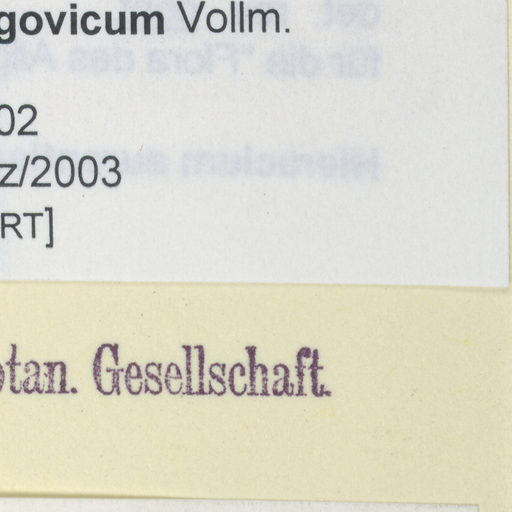 govicum Vollm.
02
z/2003
RT]
otan. Gesellschaft.